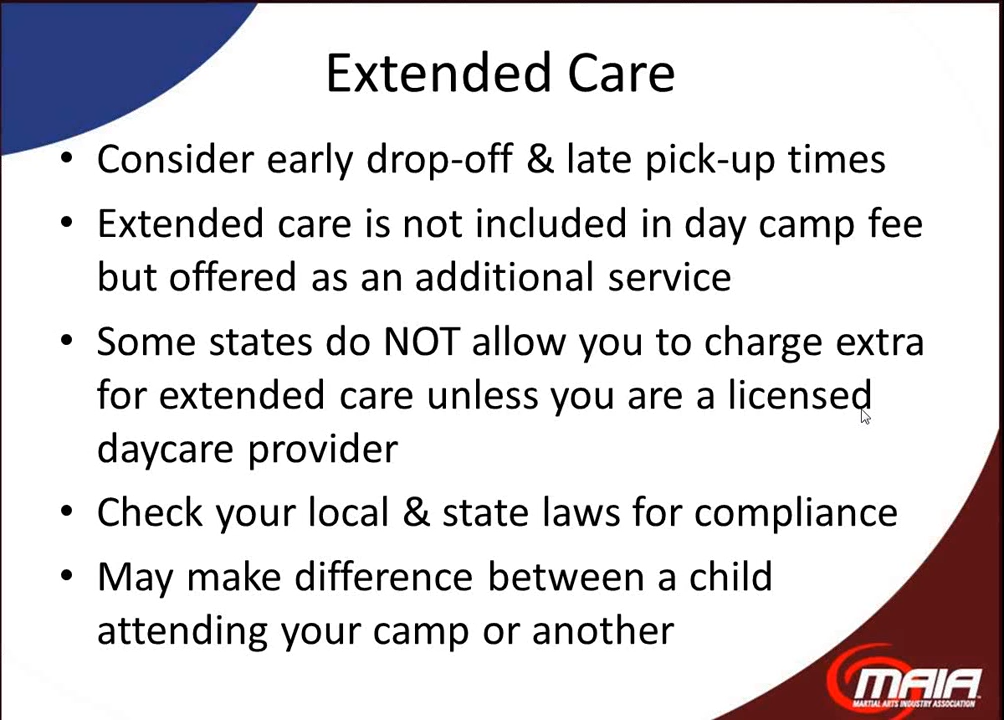 Extended Care
• Consider early drop-off & late pick-up times
• Extended care is not included in day camp fee
but offered as an additional service
• Some states do NOT allow you to charge extra
for extended care unless you are a licensed
daycare provider
• Check your local & state laws for compliance
• May make difference between a child
attending your camp or another
MAIA
MARTIAL ARTS INDUSTRY ASSOCIATION